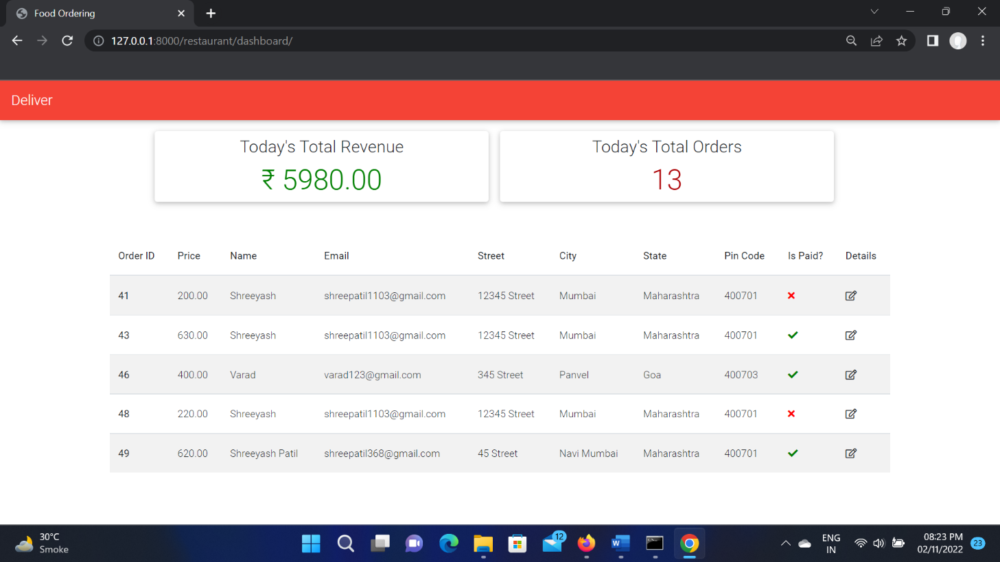 Food Ordering
127.0.0.1:8000/restaurant/dashboard/
Deliver
Today's Total Revenue
₹ 5980.00
Today's Total Orders
13
Order ID Price Name Email Street City State Pin Code Is Paid? Details
41 200.00 Shreeyash shreepatil1103@gmail.com 12345 Street Mumbai Maharashtra 400701
43 630.00 Shreeyash shreepatil1103@gmail.com 12345 Street Mumbai Maharashtra 400701
46 400.00 Varad varad123@gmail.com 345 Street Panvel Goa 400703
48 220.00 Shreeyash shreepatil1103@gmail.com 12345 Street Mumbai Maharashtra 400701
49 620.00 Shreeyash Patil shreepatil368@gmail.com 45 Street Navi Mumbai Maharashtra 400701
30°C
Smoke
12
W
ENG
IN
08:23 PM
02/11/2022
23